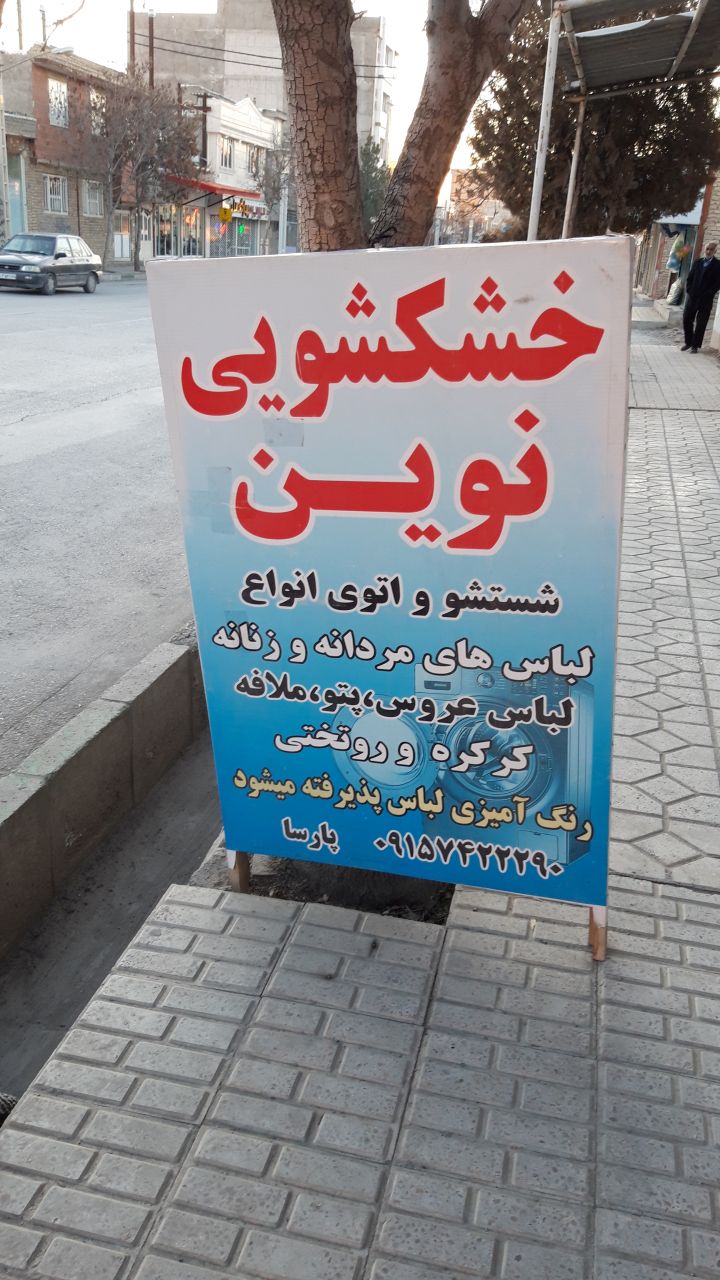 خشکشویی
نوین
شستشو و اتوی انواع
لباس های مردانه و زنانه
لباس عروس،پتو،ملافه
کرکره و روتختی
رنگ آمیزی لباس پذیرفته میشود
۰۹۱۵۷۴۲۲۲۹۰ پارسا